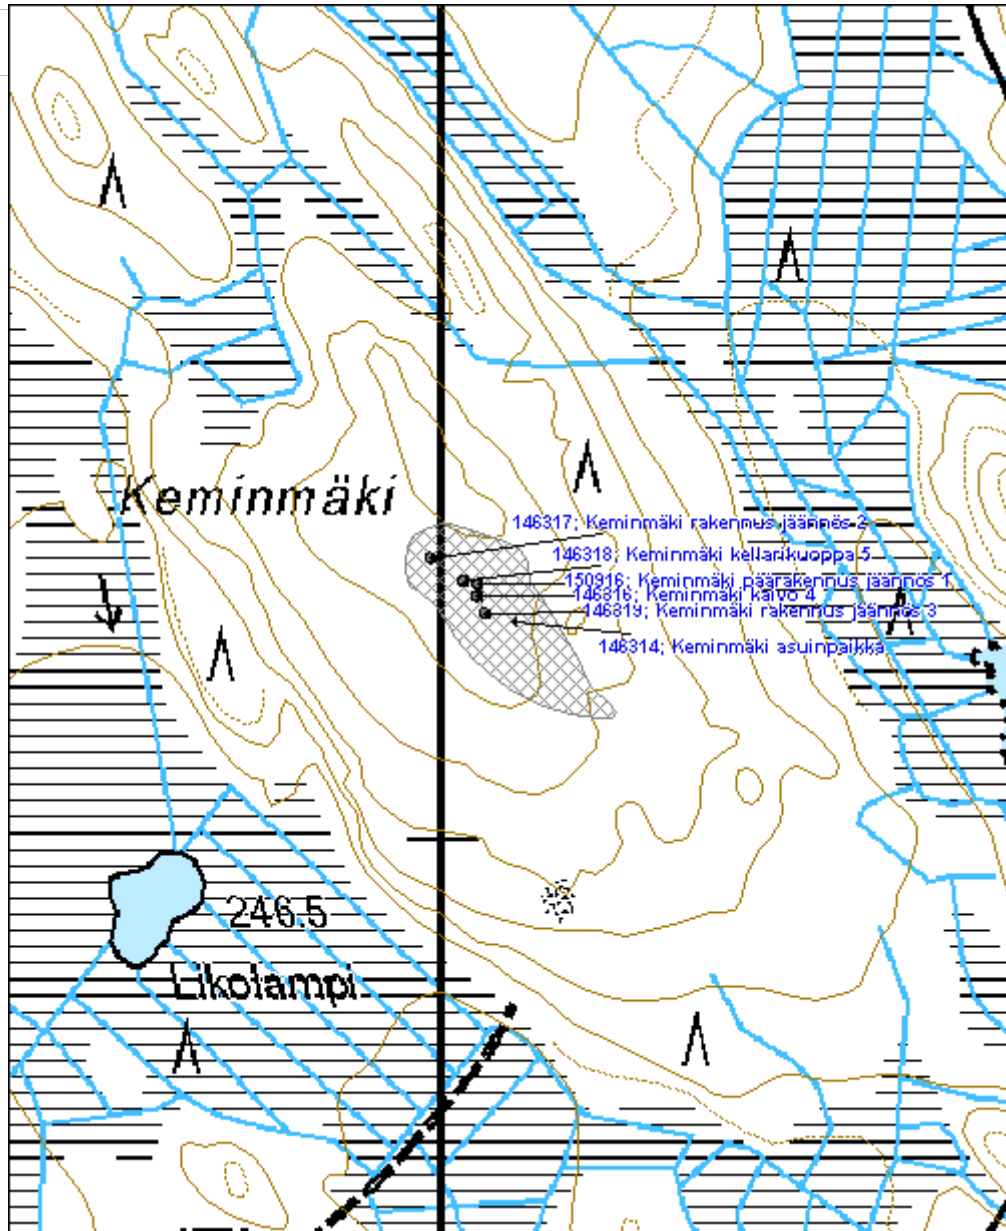 Keminmäki
146317; Keminmäki rakennus jäännös 2
146318; Keminmäki kellarikuoppa 5
150916; Keminmäki päärakennus jäännös 1
146316; Keminmäki kaivo 4
146319; Keminmäki rakennus jäännös 3
146314; Keminmäki asuinpaikka
246.5
Likolampi